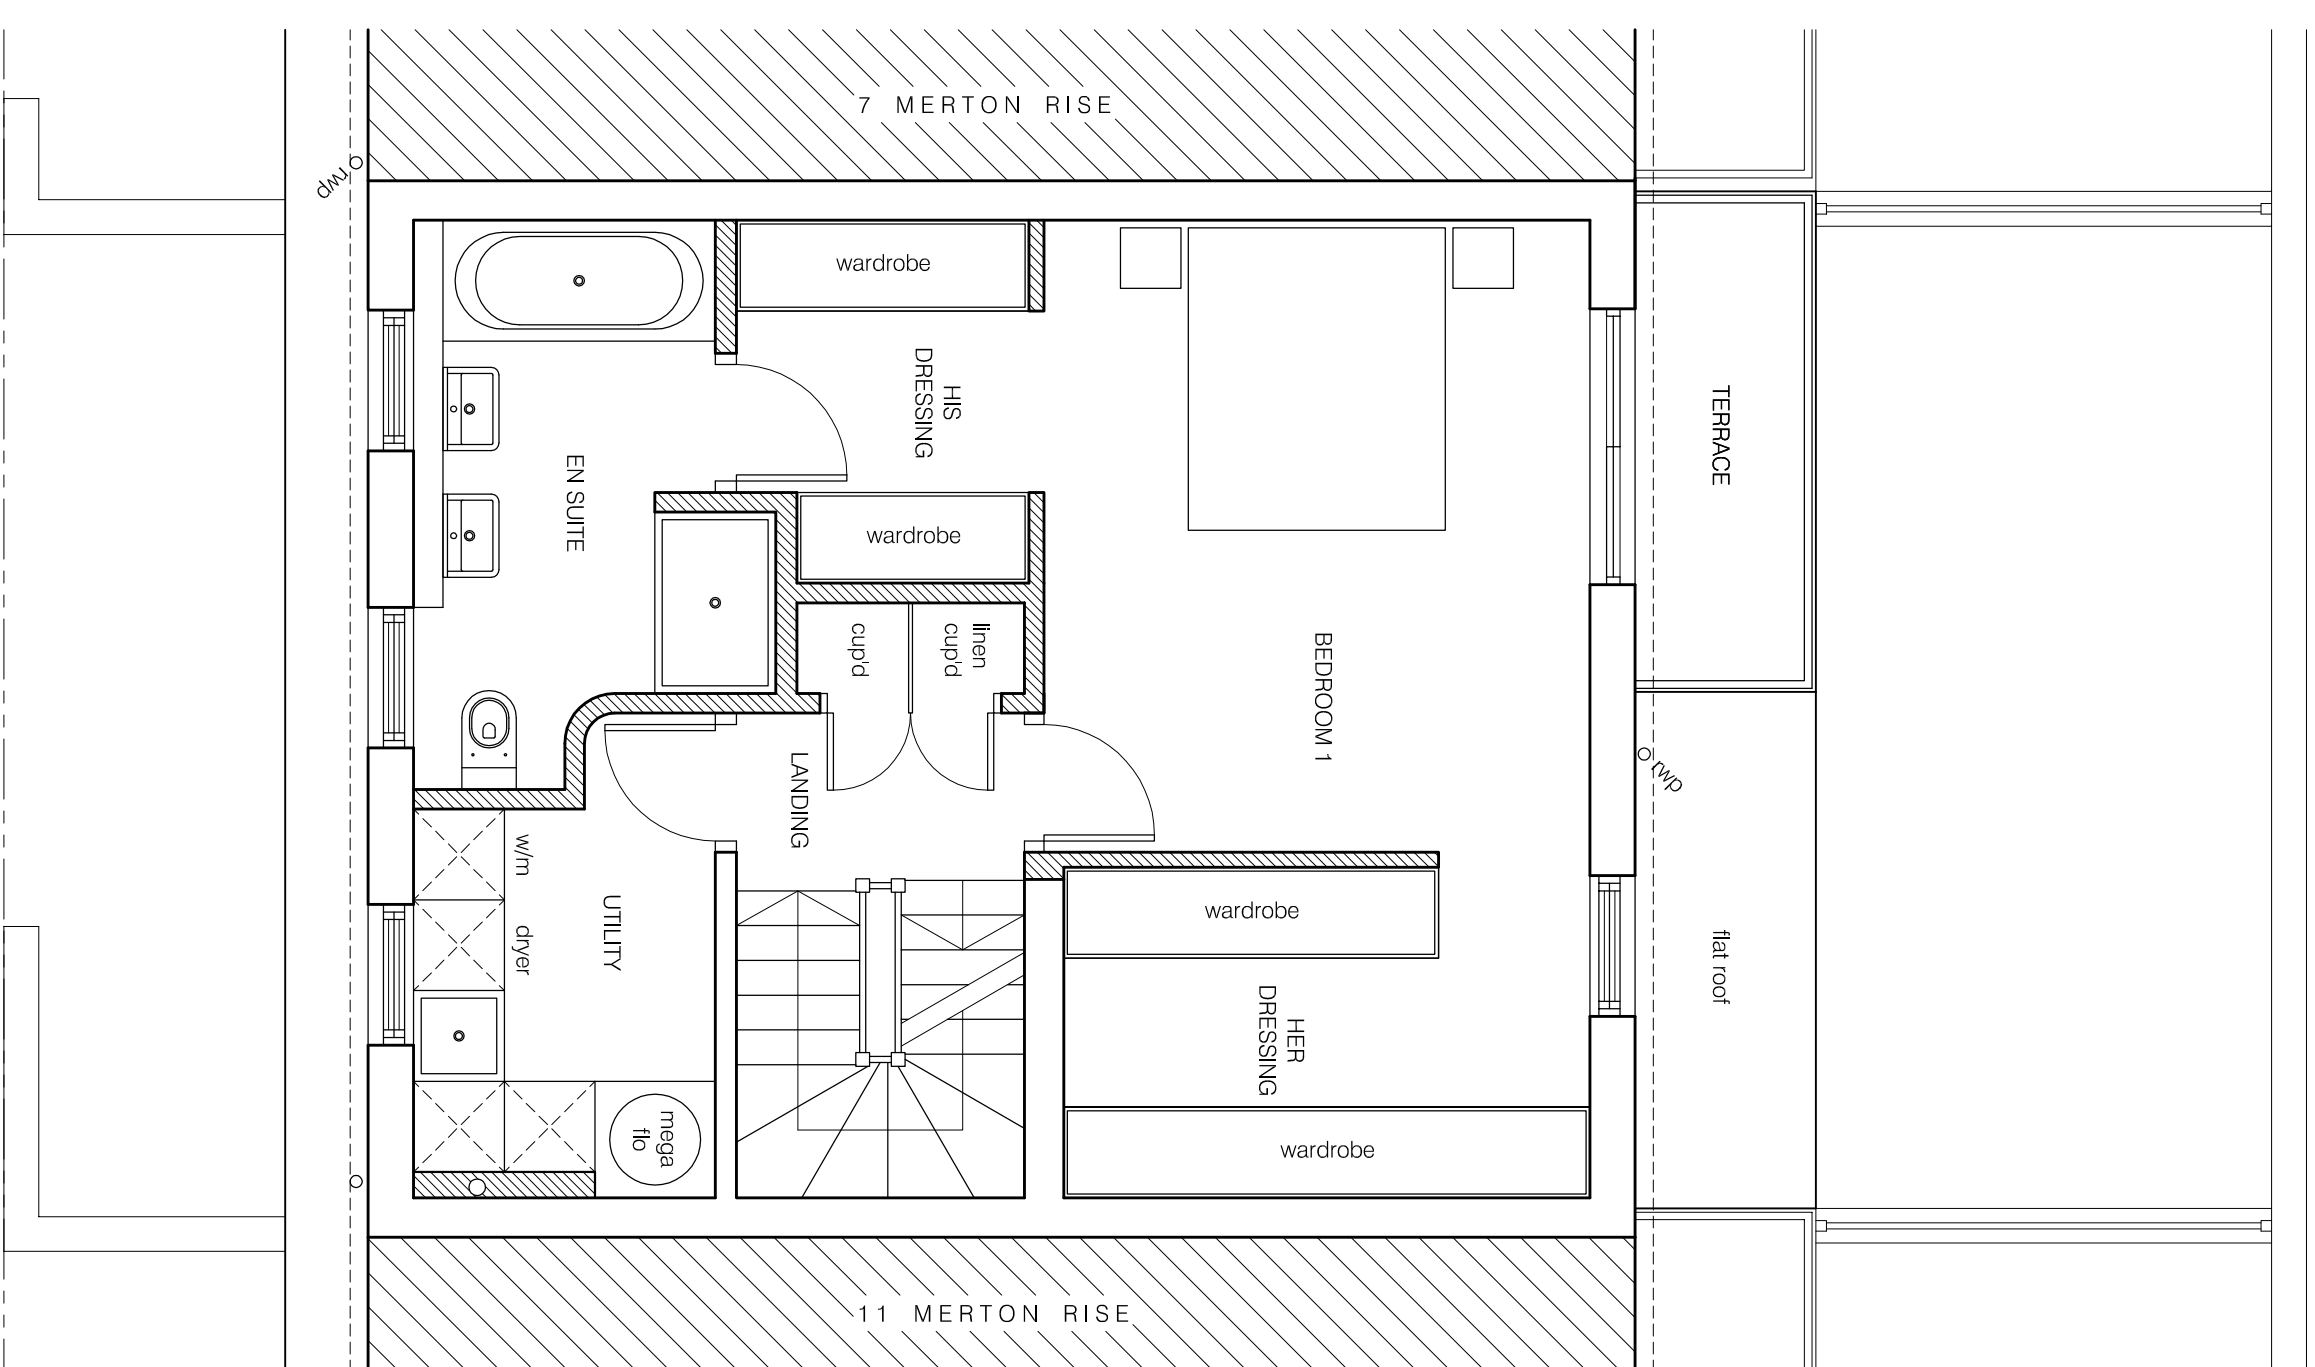 7 MERTON RISE
rwp
wardrobe
HIS
DRESSING
TERRACE
EN SUITE
wardrobe
cup'd
linen
cup'd
BEDROOM 1
rwp
LANDING
w/m
UTILITY
dryer
wardrobe
flat roof
HER
DRESSING
mega
flo
wardrobe
11 MERTON RISE